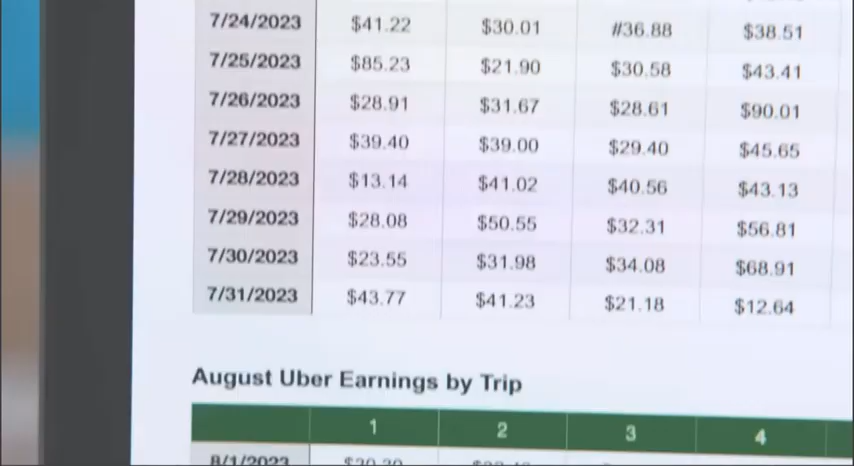 7/24/2023 $41.22 $30.01 #36.88 $38.51
7/25/2023 $85.23 $21.90 $30.58 $43.41
7/26/2023 $28.91 $31.67 $28.61 $90.01
7/27/2023 $39.40 $39.00 $29.40 $45.65
7/28/2023 $13.14 $41.02 $40.56 $43.13
7/29/2023 $28.08 $50.55 $32.31 $56.81
7/30/2023 $23.55 $31.98 $34.08 $68.91
7/31/2023 $43.77 $41.23 $21.18 $12.64
August Uber Earnings by Trip
1 2 3 4
8/1/2023